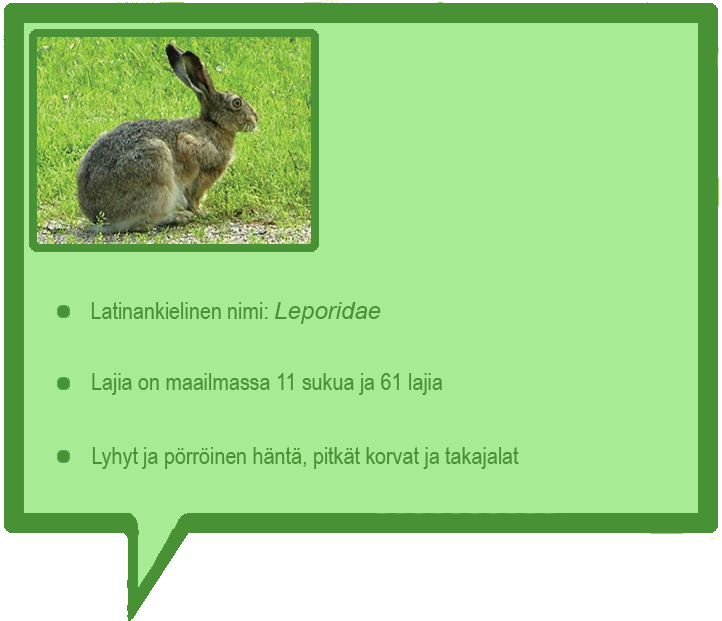 Latinankielinen nimi: Leporidae
Lajia on maailmassa 11 sukua ja 61 lajia
Lyhyt ja pörröinen häntä, pitkät korvat ja takajalat